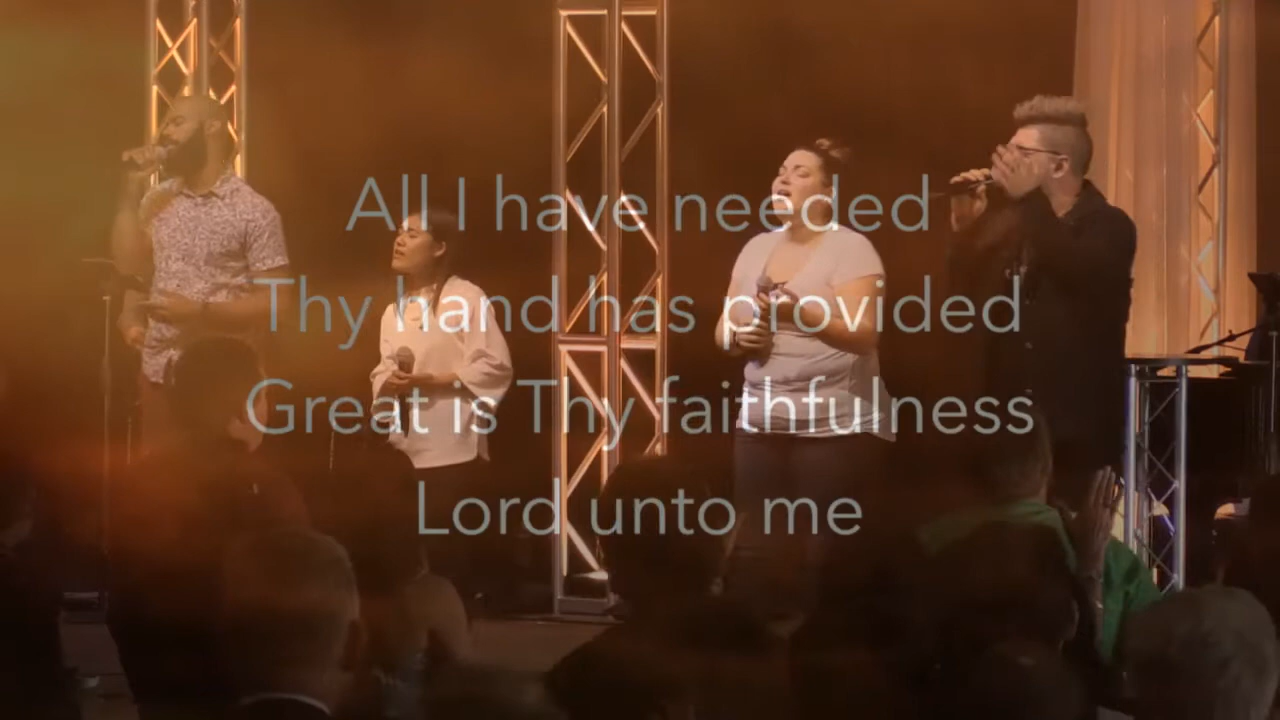 All I have needed
Thy hand has provided
Great is Thy faithfulness
Lord unto me